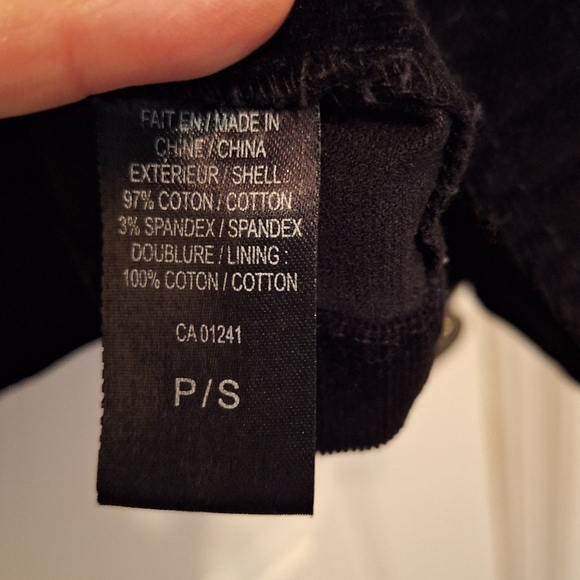 FAIT EN / MADE IN
CHINE / CHINA
EXTÉRIEUR / SHELL :
97% COTON / COTTON
3% SPANDEX / SPANDEX
DOUBLURE / LINING :
100% COTON / COTTON
CA 01241
P / S